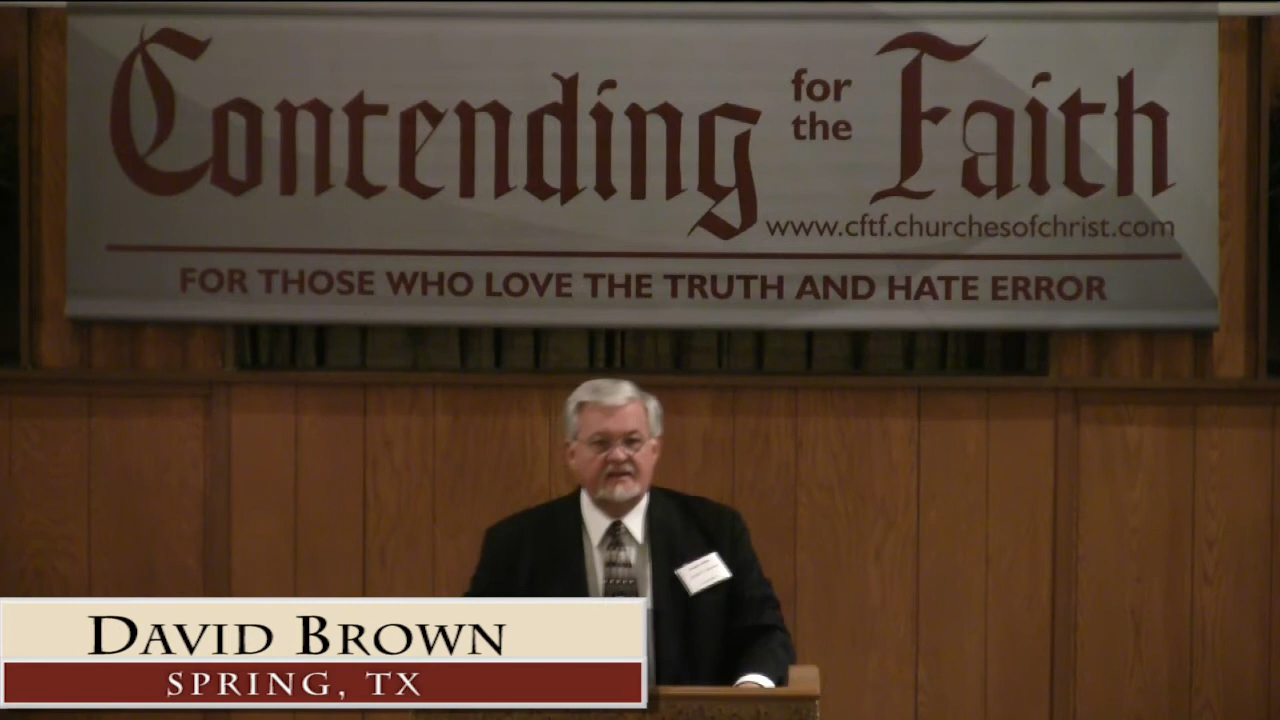 Contending for the Faith
www.cftf.churchesofchrist.com
FOR THOSE WHO LOVE THE TRUTH AND HATE ERROR
DAVID BROWN
SPRING, TX